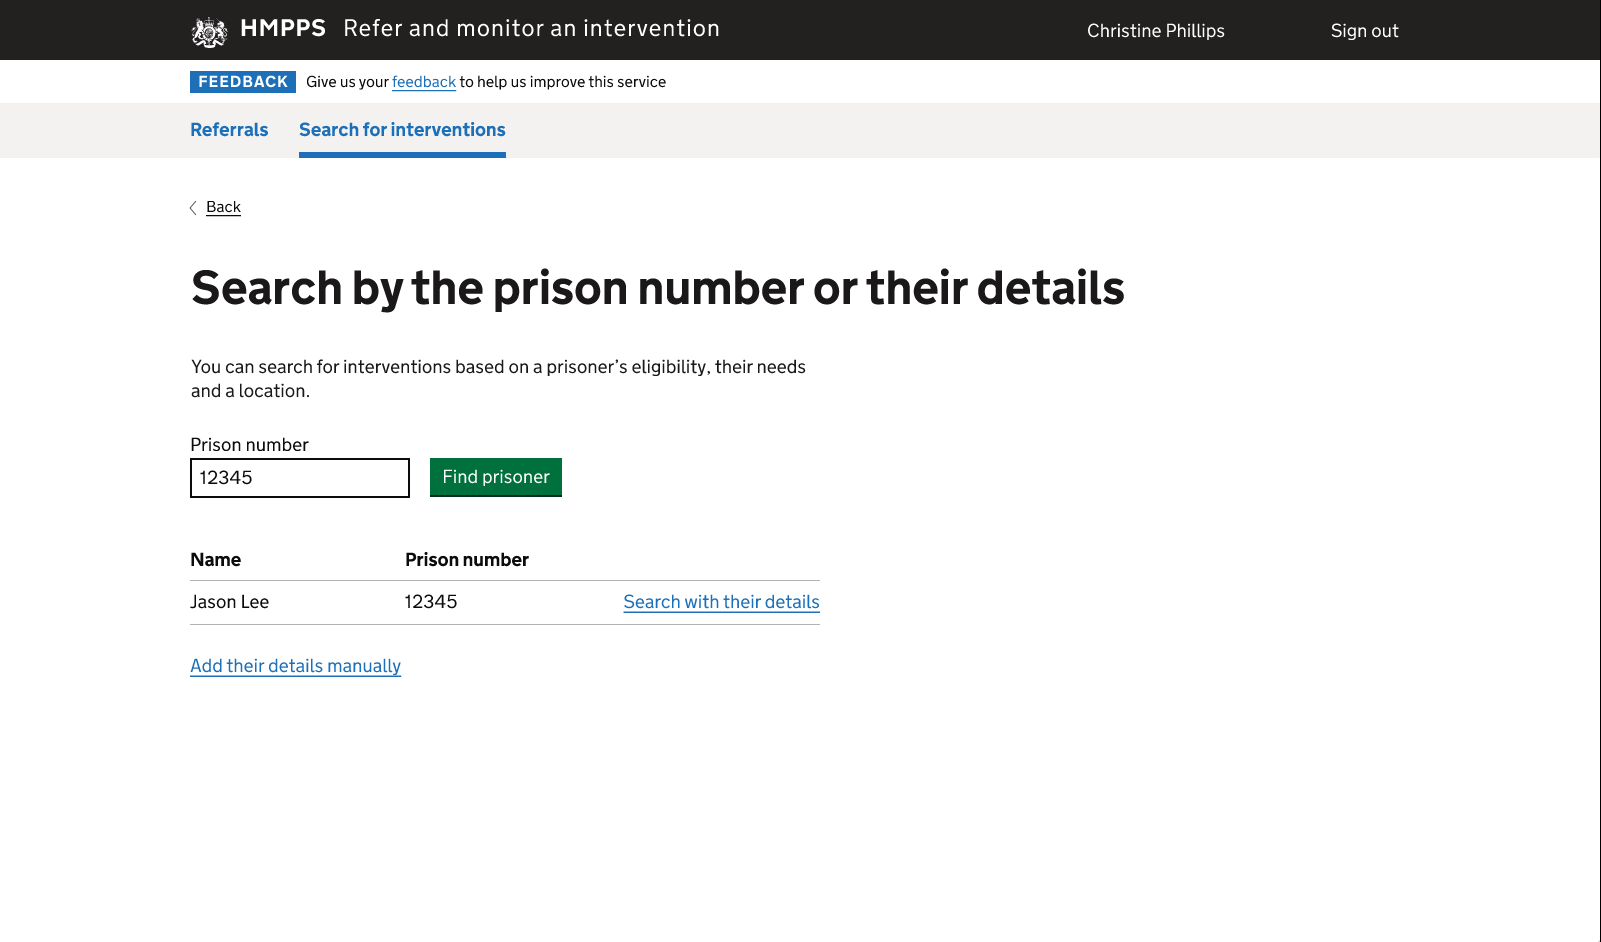 HMPPS Refer and monitor an intervention Christine Phillips Sign out
FEEDBACK Give us your feedback to help us improve this service
Referrals Search for interventions
Back
Search by the prison number or their details
You can search for interventions based on a prisoner’s eligibility, their needs
and a location.
Prison number
12345 Find prisoner
Name Prison number
Jason Lee 12345 Search with their details
Add their details manually